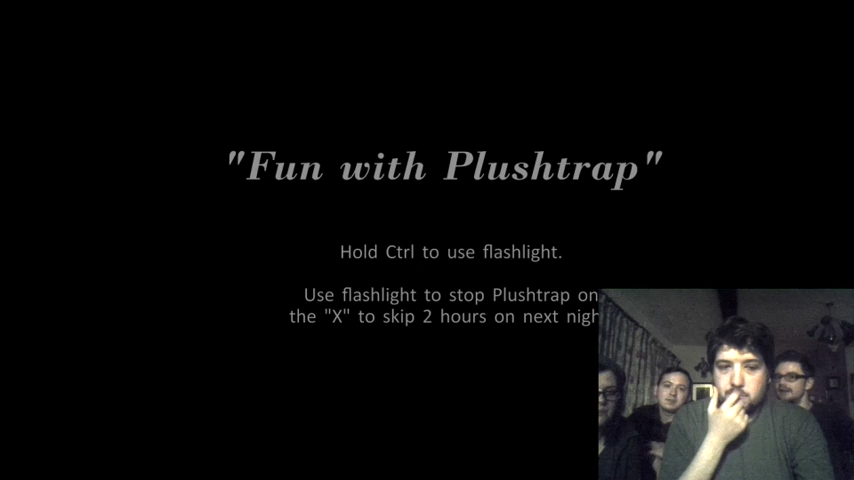 "Fun with Plushtrap"
Hold Ctrl to use flashlight.
Use flashlight to stop Plushtrap on
the "X" to skip 2 hours on next nigh